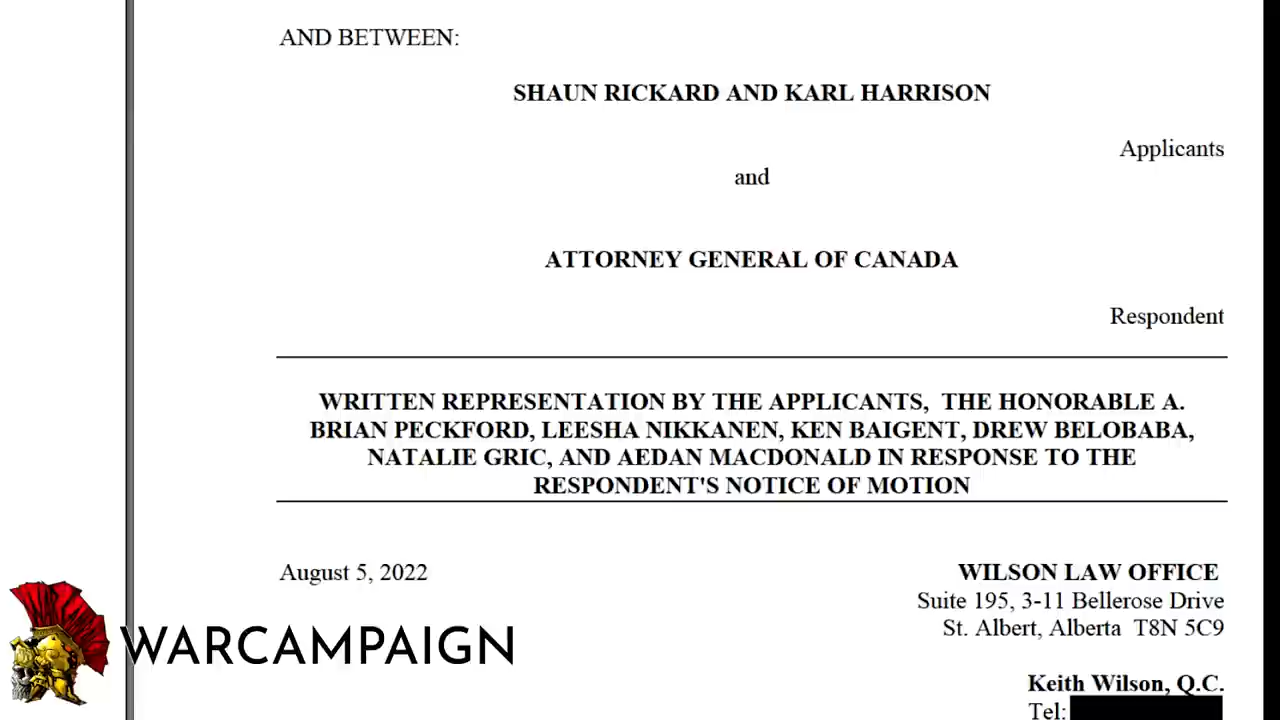 AND BETWEEN:
SHAUN RICKARD AND KARL HARRISON
Applicants
and
ATTORNEY GENERAL OF CANADA
Respondent
WRITTEN REPRESENTATION BY THE APPLICANTS, THE HONORABLE A.
BRIAN PECKFORD, LEESHA NIKKANEN, KEN BAIGENT, DREW BELOBABA,
NATALIE GRIC, AND AEDAN MACDONALD IN RESPONSE TO THE
RESPONDENT'S NOTICE OF MOTION
August 5, 2022
WILSON LAW OFFICE
Suite 195, 3-11 Bellerose Drive
St. Albert, Alberta T8N 5C9
WARCAMPAIGN
Keith Wilson, Q.C.
Tel: